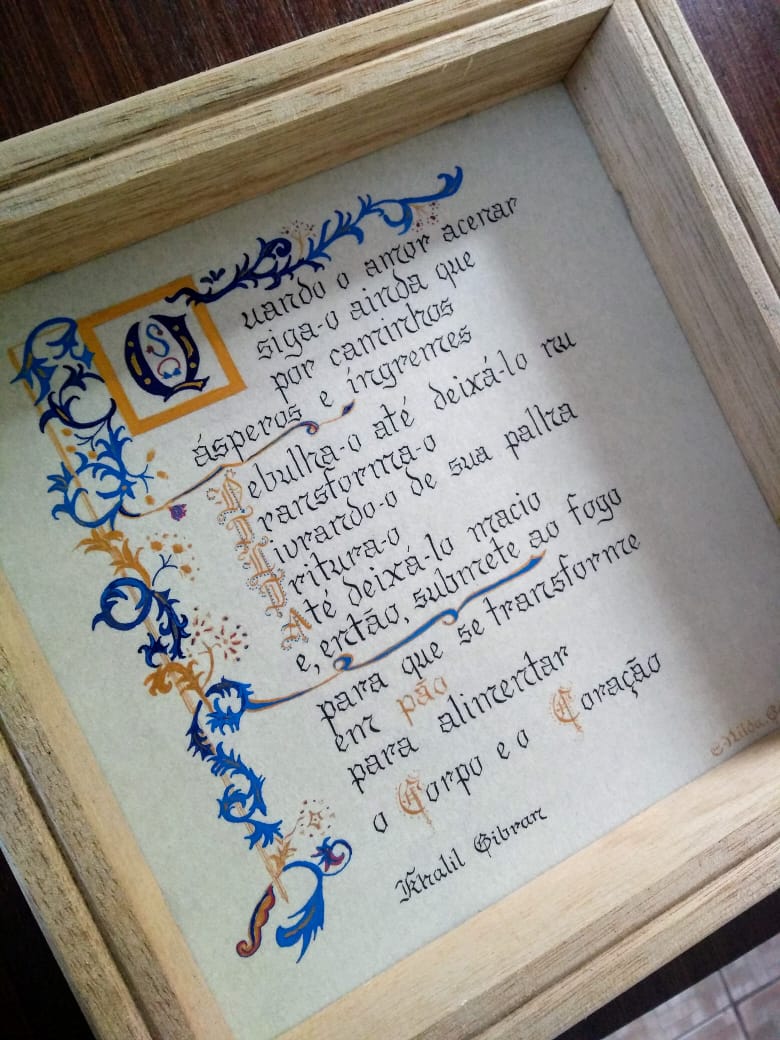 Quando o amor acenar
siga-o ainda que
por caminhos
ásperos e íngremes
Debulha-o até deixá-lo nu
Transforma-o
Livrando-o de sua palha
Tritura-o
Até deixá-lo macio
e, então, submete ao fogo
para que se transforme
em pão
para alimentar
o Corpo e o Coração
Khalil Gibran
Nilda